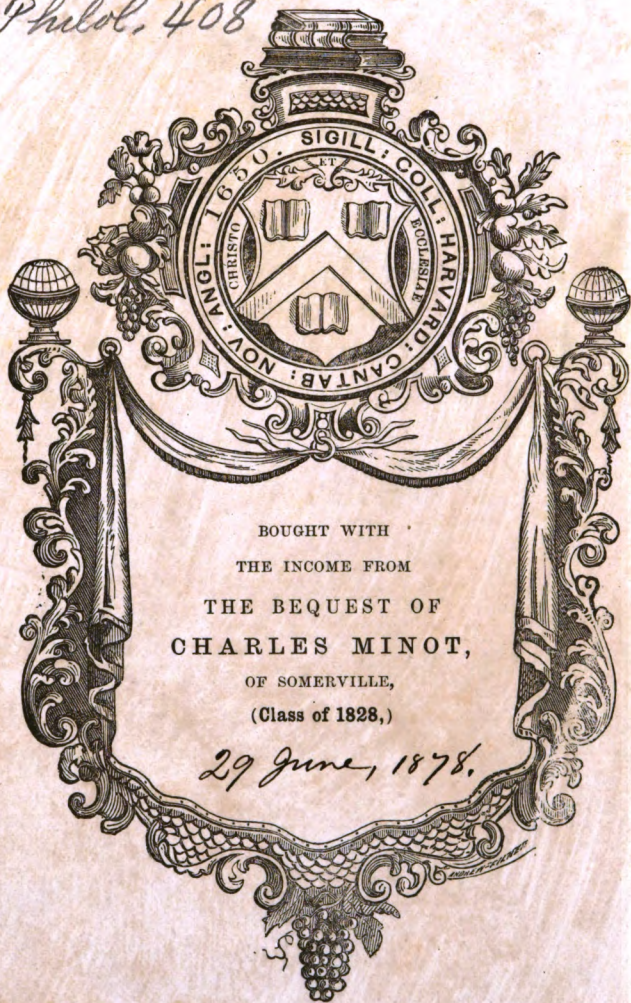 Philol. 408
SIGILL: COLL: HARVARD: CANTAB: NOV: ANGL: 1650.
ET
CHRISTO
ECCLESIAE
BOUGHT WITH
THE INCOME FROM
THE BEQUEST OF
CHARLES MINOT,
OF SOMERVILLE,
(Class of 1828,)
29 June, 1878.